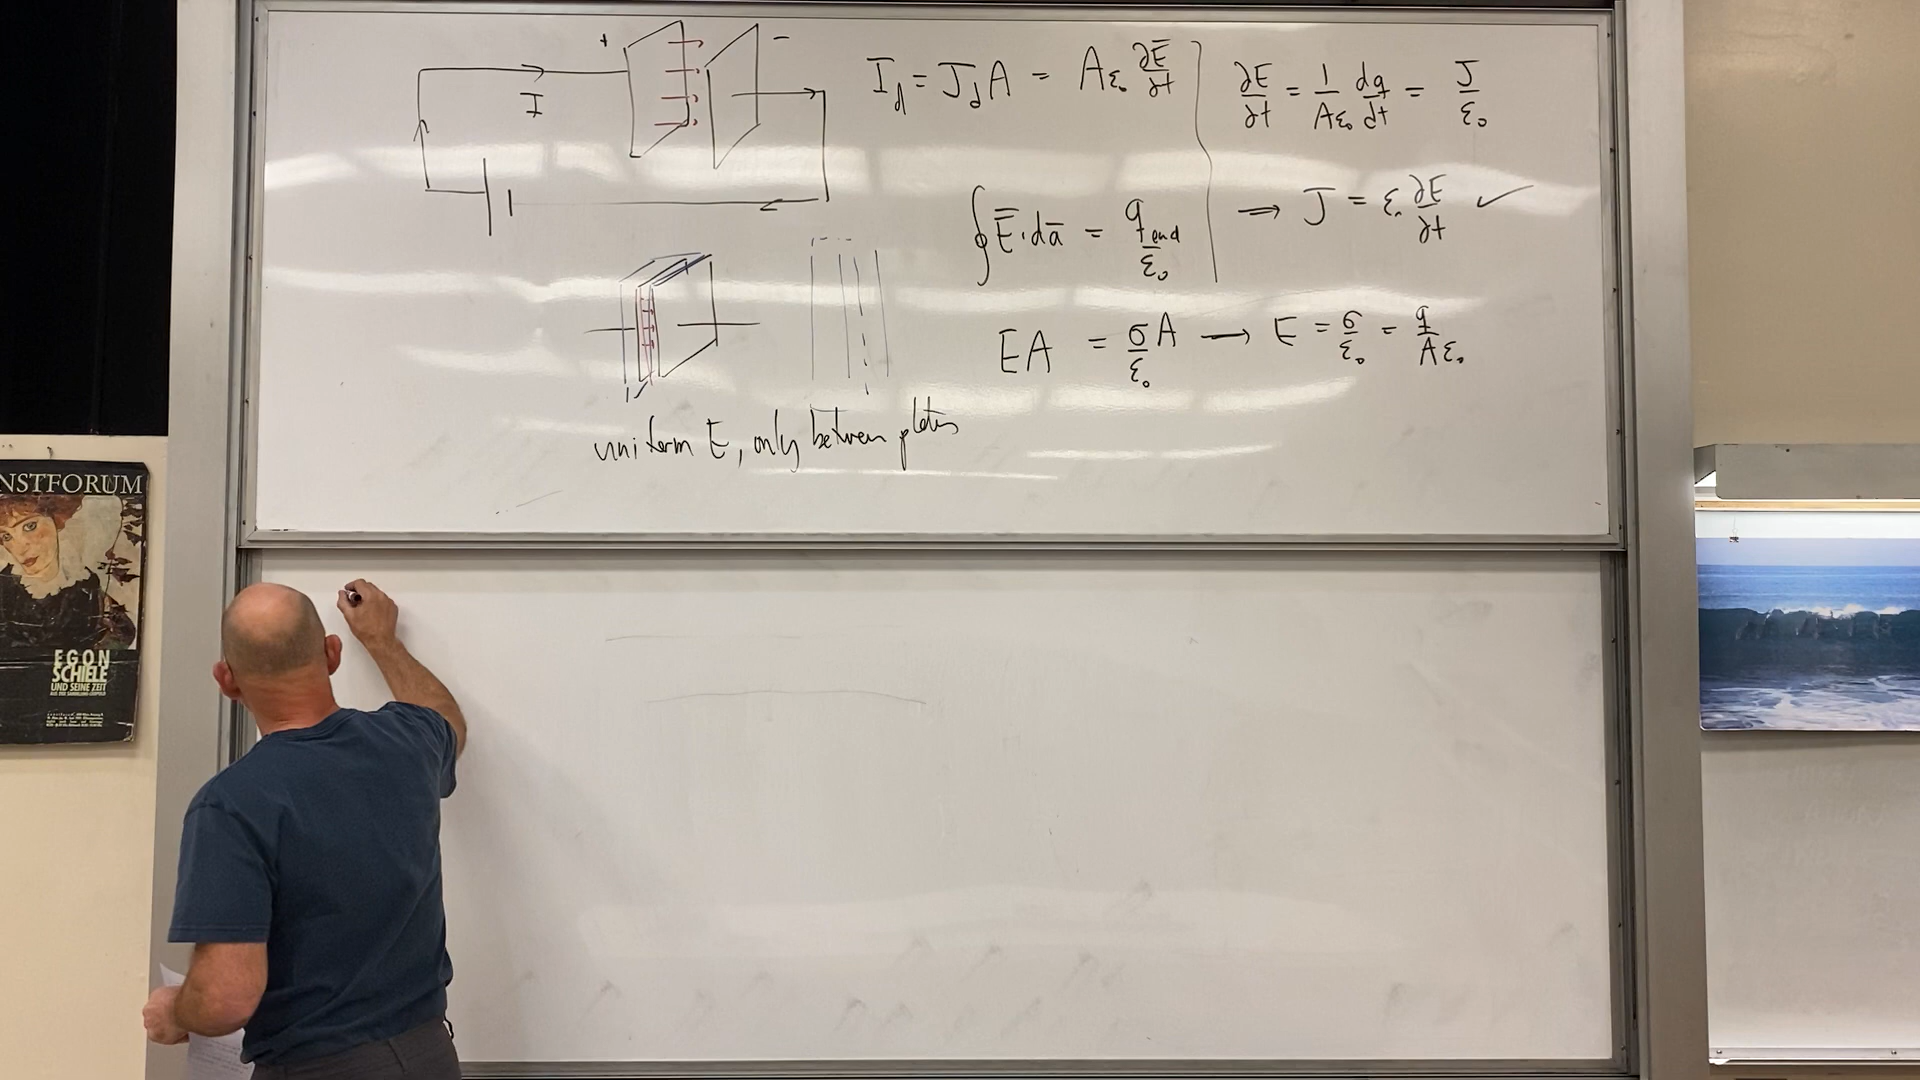 + −
I
I_d = J_d A = Aε₀ ∂E̅/∂t
∂E/∂t = 1/Aε₀ dq/dt = J/ε₀
∮ E̅ · da̅ = q_encl/ε₀
→ J = ε₀ ∂E/∂t ✓
EA = σ/ε₀ A → E = σ/ε₀ = q/Aε₀
uniform E, only between plates
NSTFORUM
EGON
SCHIELE
UND SEINE ZEIT